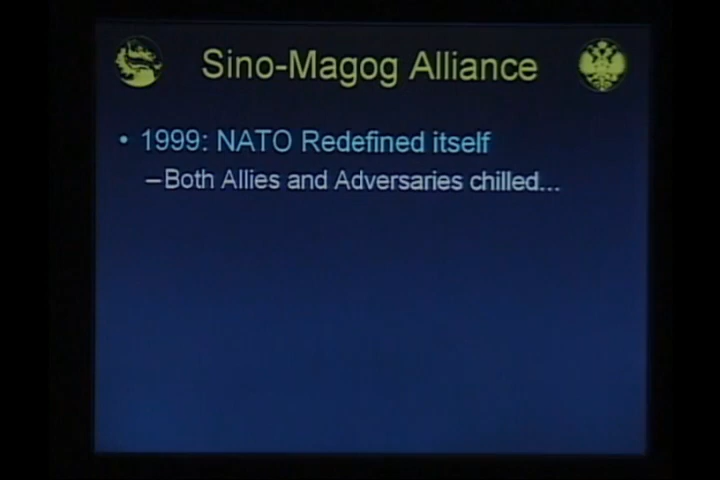 Sino-Magog Alliance
• 1999: NATO Redefined itself
–Both Allies and Adversaries chilled...